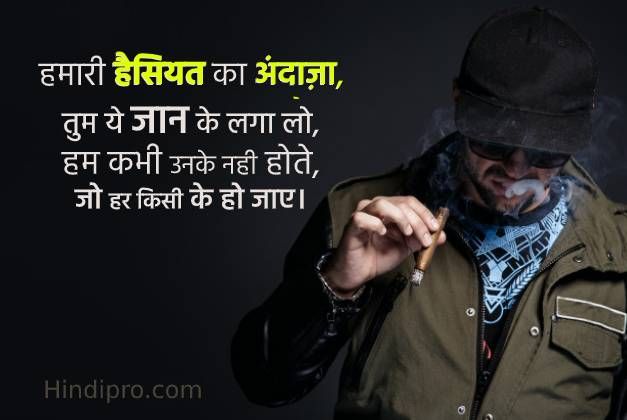 हमारी हैसियत का अंदाज़ा,
तुम ये जान के लगा लो,
हम कभी उनके नही होते,
जो हर किसी के हो जाए।
Hindipro.com